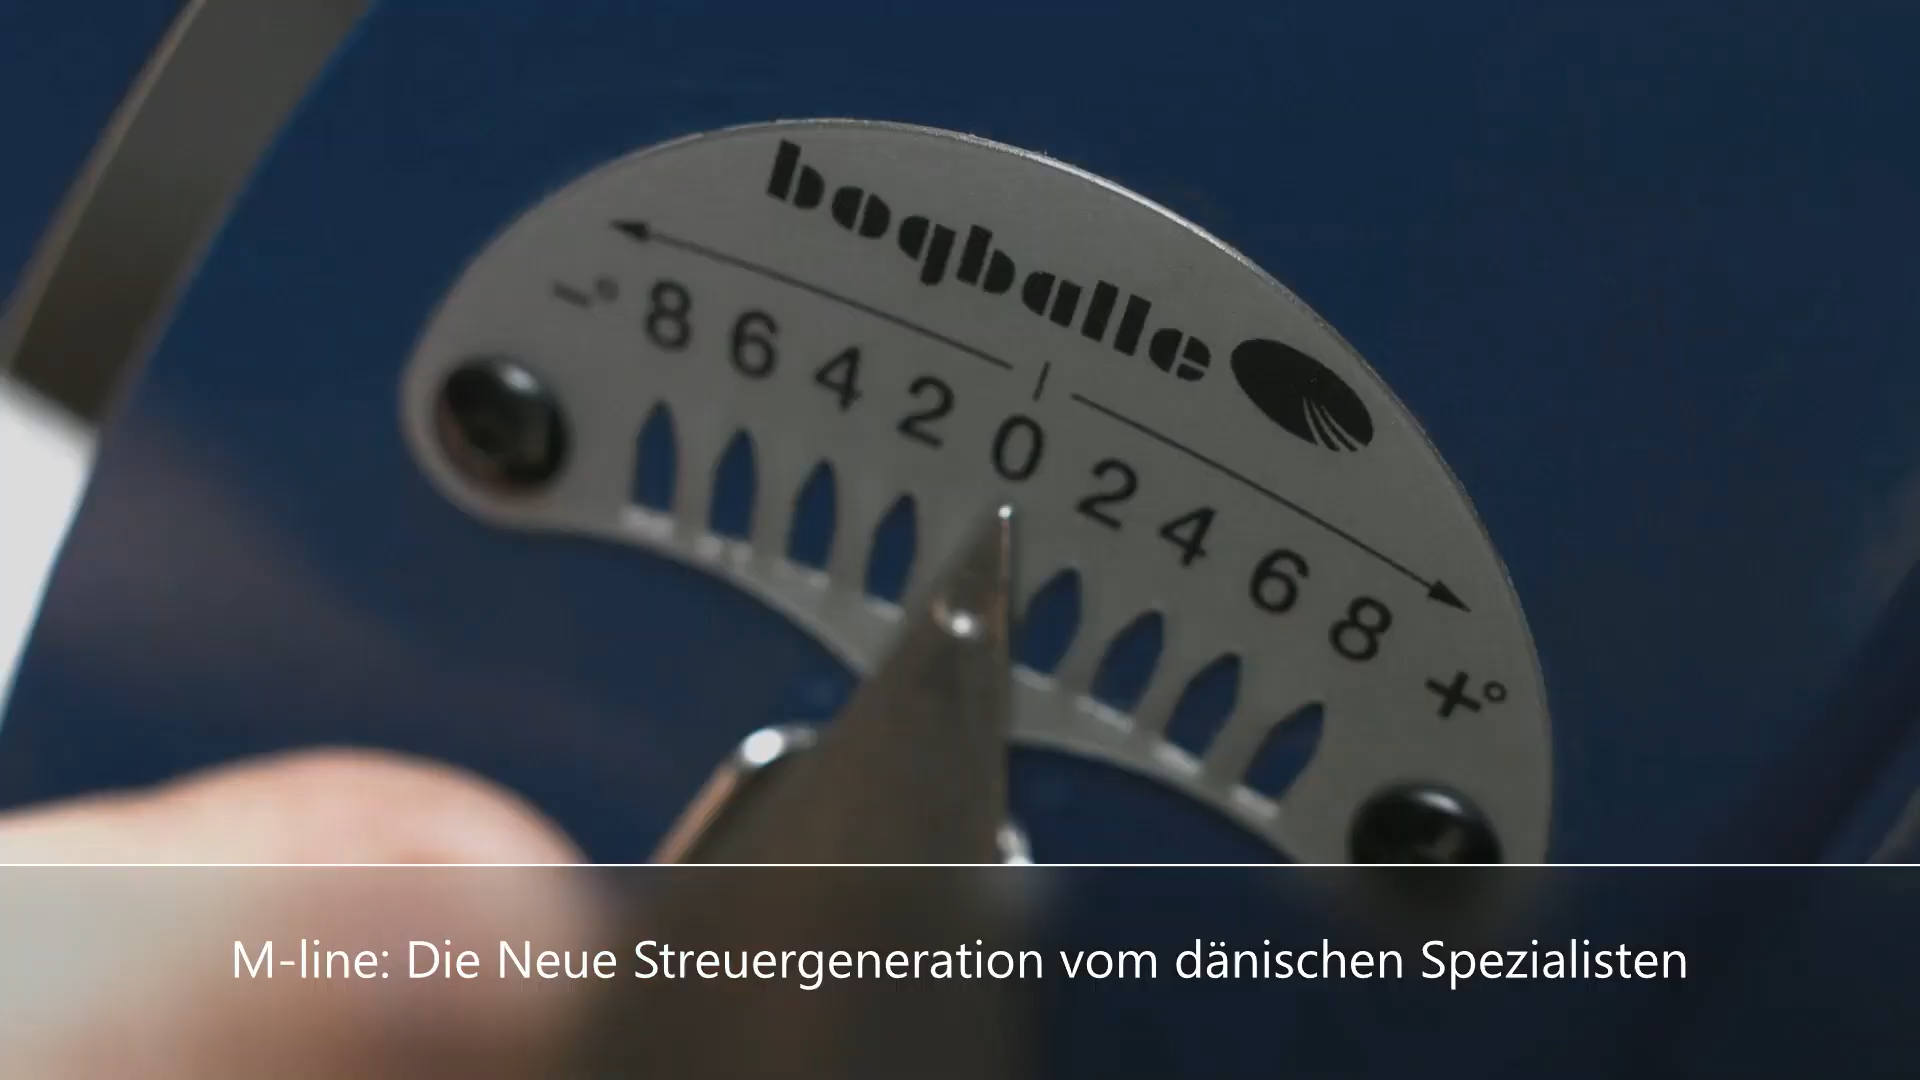 bogballe
-° 8 6 4 2 0 2 4 6 8 +°
M-line: Die Neue Streuergeneration vom dänischen Spezialisten